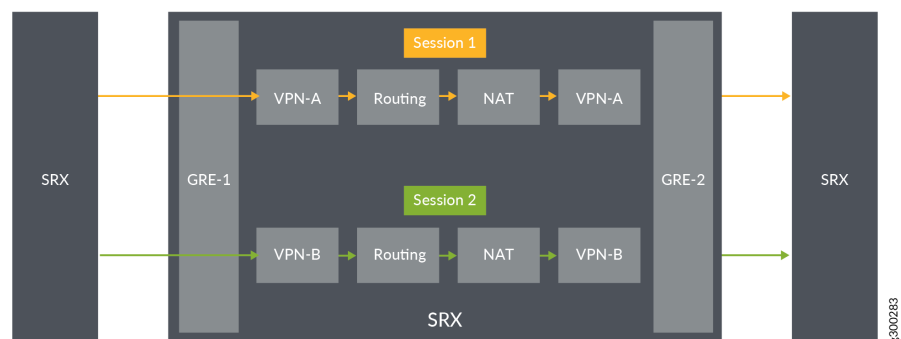 Session 1
VPN-A
Routing
NAT
VPN-A
SRX
GRE-1
GRE-2
SRX
Session 2
VPN-B
Routing
NAT
VPN-B
SRX